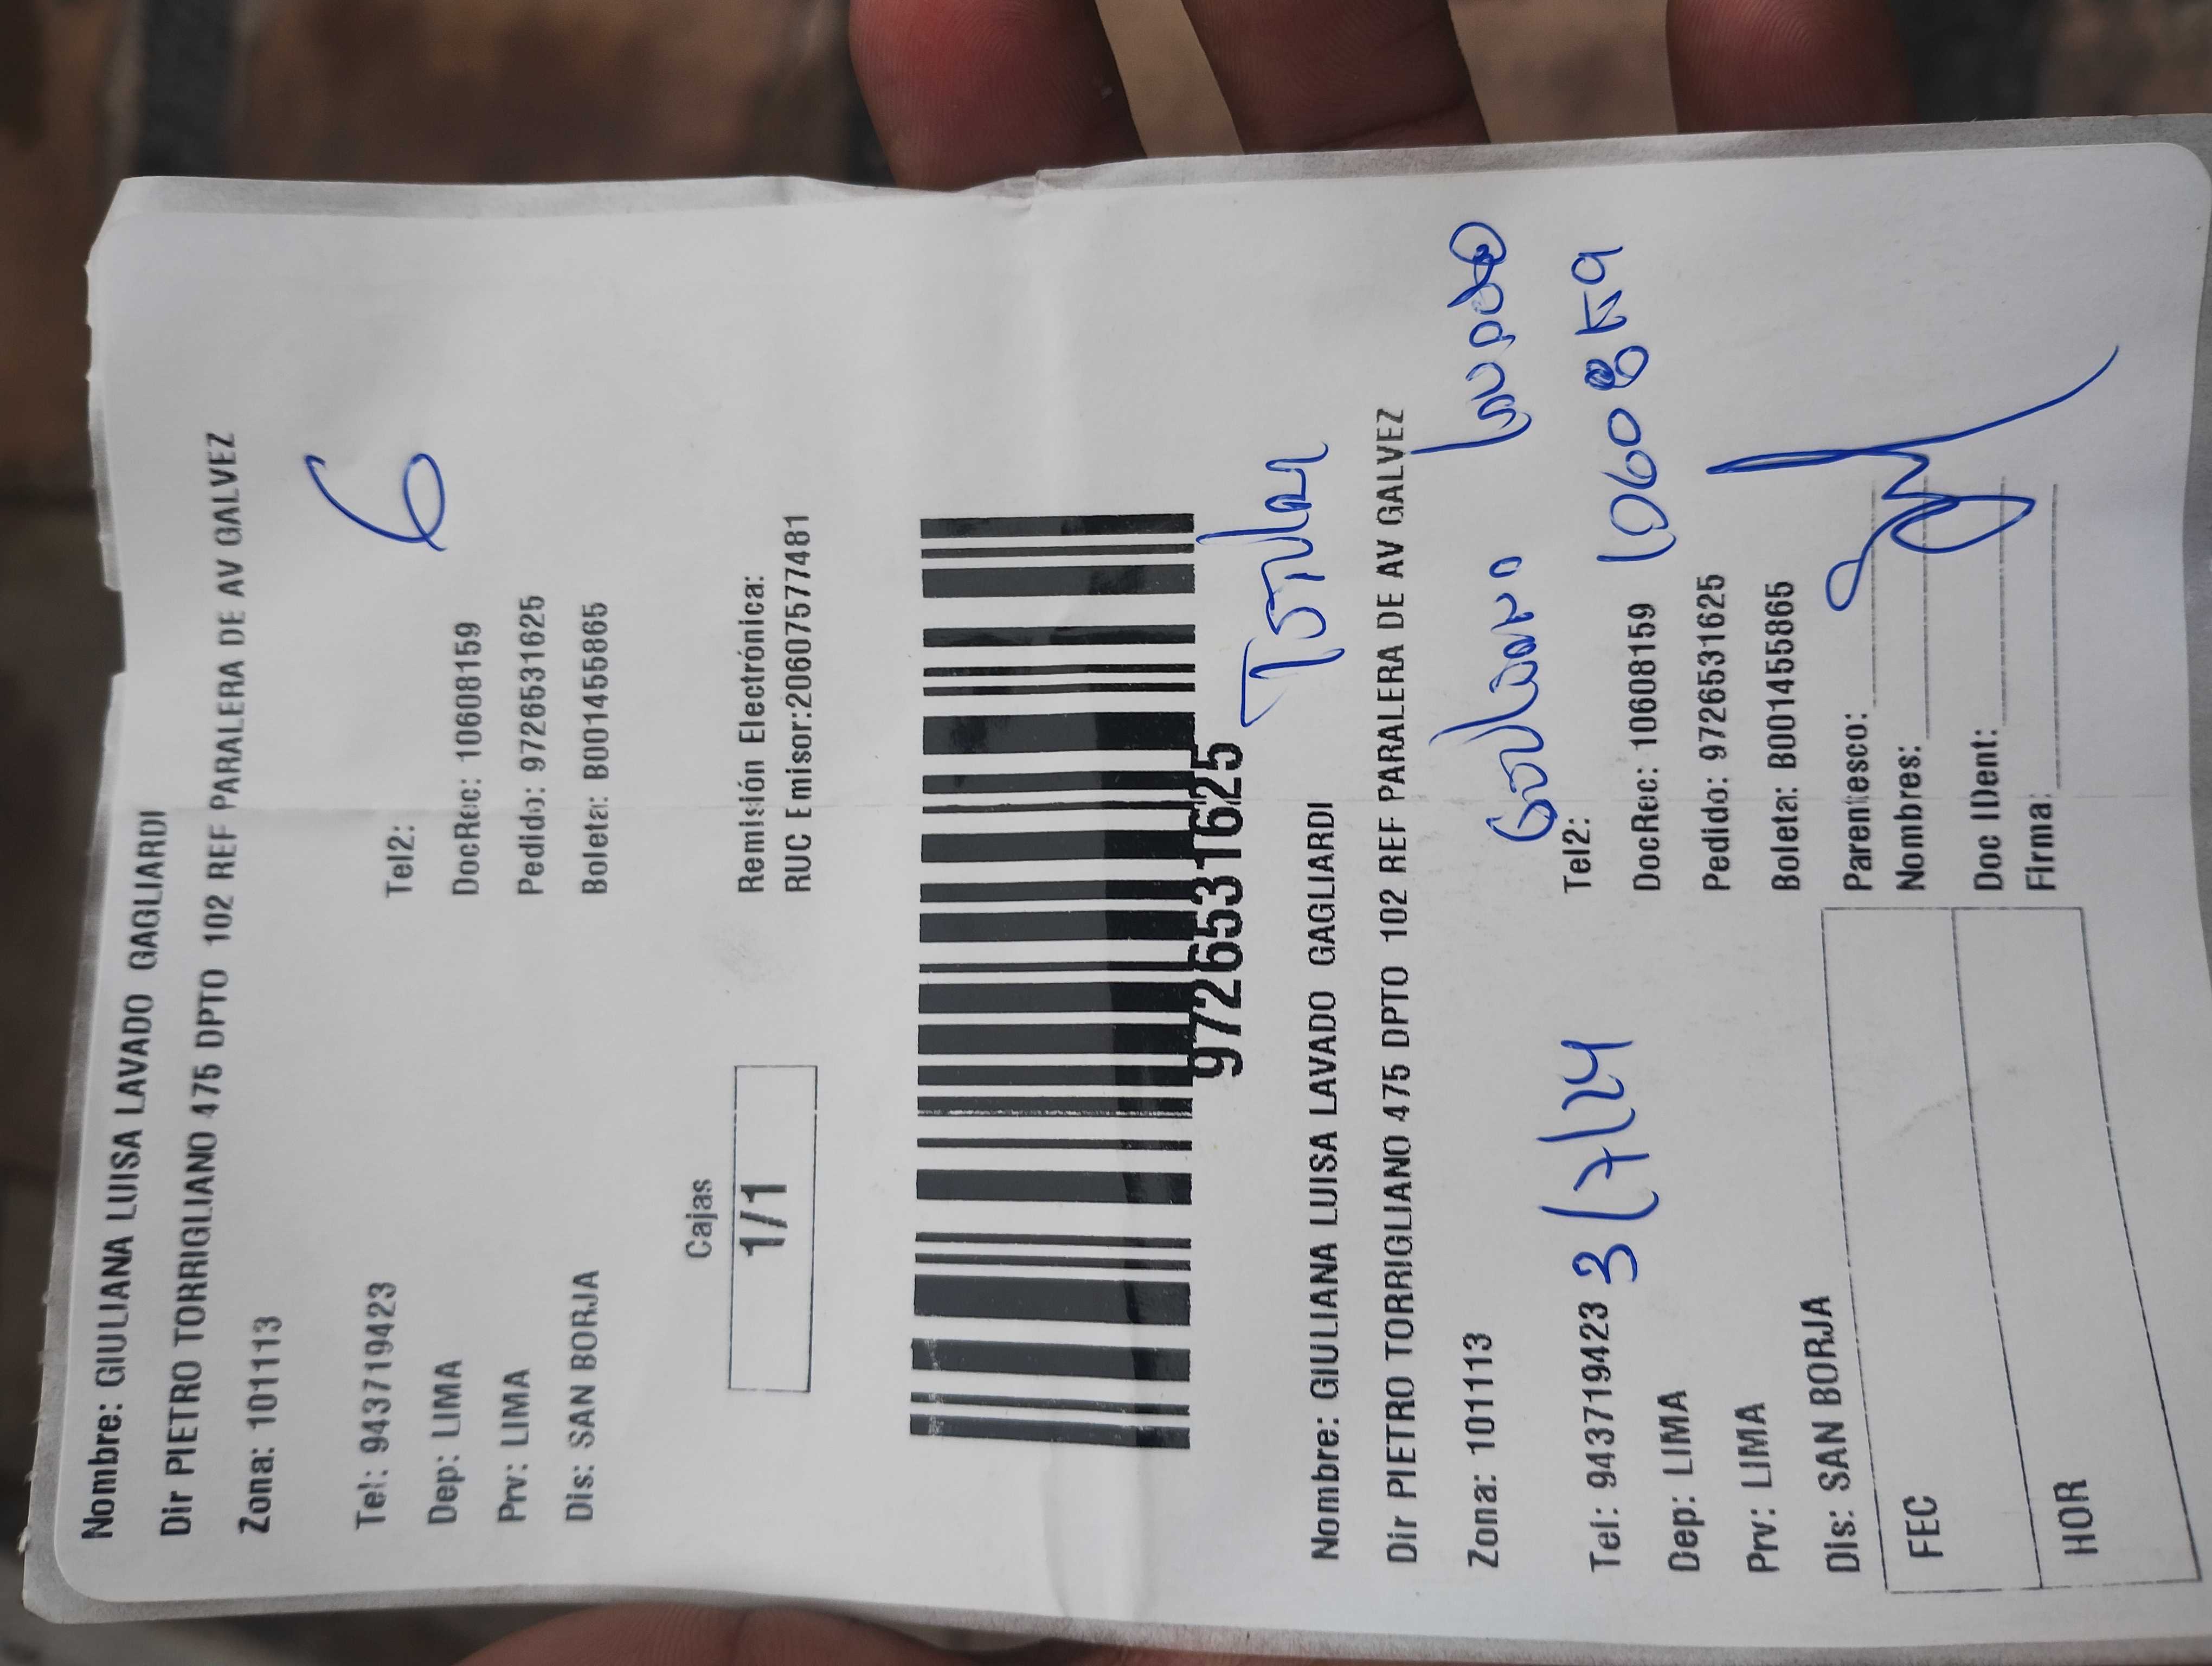 Nombre: GIULIANA LUISA LAVADO GAGLIARDI
Dir PIETRO TORRIGLIANO 475 DPTO 102 REF PARALERA DE AV GALVEZ
Zona: 101113
6
Tel: 943719423 Tel2:
Dep: LIMA DocRec: 10608159
Prv: LIMA Pedido: 972653 1625
Dis: SAN BORJA Boleta: B001455865
Cajas
1/1
Remisión Electrónica:
RUC Emisor:20607577481
9726531625
Titular
Nombre: GIULIANA LUISA LAVADO GAGLIARDI
Dir PIETRO TORRIGLIANO 475 DPTO 102 REF PARALERA DE AV GALVEZ
Zona: 101113 Giuliana Lavado
Tel: 943719423 3/7/24 Tel2:
Dep: LIMA DocRec: 10608159
Prv: LIMA Pedido: 9726531625
Dis: SAN BORJA Boleta: B001455865
FEC Parentesco:
Nombres:
HOR Doc IDent:
Firma: